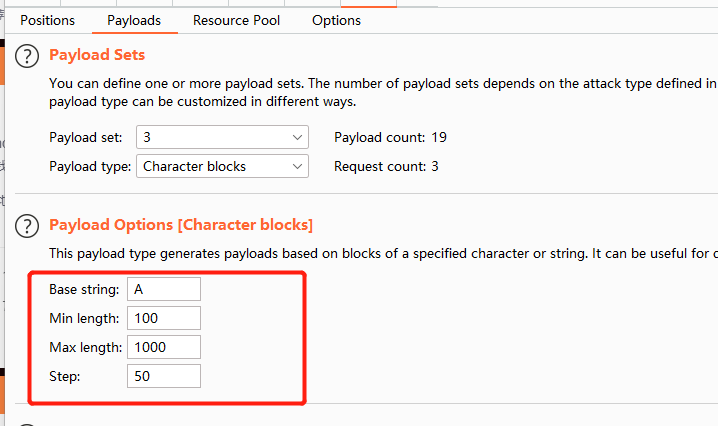 Positions Payloads Resource Pool Options
Payload Sets
You can define one or more payload sets. The number of payload sets depends on the attack type defined in
payload type can be customized in different ways.
Payload set: 3 Payload count: 19
Payload type: Character blocks Request count: 3
Payload Options [Character blocks]
This payload type generates payloads based on blocks of a specified character or string. It can be useful for
Base string: A
Min length: 100
Max length: 1000
Step: 50